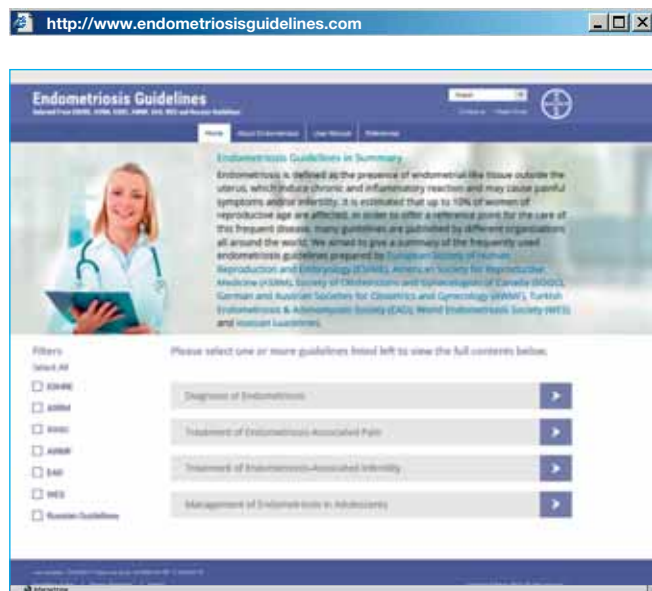 http://www.endometriosisguidelines.com
Endometriosis Guidelines
English
Home About Endometriosis User Manual References
Endometriosis Guidelines in Summary
Endometriosis is defined as the presence of endometrial-like tissue outside the
uterus, which induce chronic and inflammatory reaction and may cause painful
symptoms and/or infertility. It is estimated that up to 10% of women of
reproductive age are affected. In order to offer a reference point for the care of
this frequent disease, many guidelines are published by different organisations
all around the world. We aimed to give a summary of the frequently used
endometriosis guidelines prepared by European Society of Human
Reproduction and Embryology (ESHRE), American Society for Reproductive
Medicine (ASRM), Society of Obstetricians and Gynaecologists of Canada (SOGC),
German and Austrian Societies for Obstetrics and Gynecology (AWMF), Turkish
Endometriosis & Adenomyosis Society (EAD), World Endometriosis Society (WES)
and Russian Guidelines.
Filters
Please select one or more guidelines listed left to view the full contents below.
Select All
ESHRE
ASRM
SOGC
AWMF
EAD
WES
Russian Guidelines
Diagnosis of Endometriosis
Treatment of Endometriosis-Associated Pain
Treatment of Endometriosis-Associated Infertility
Management of Endometriosis in Adolescents